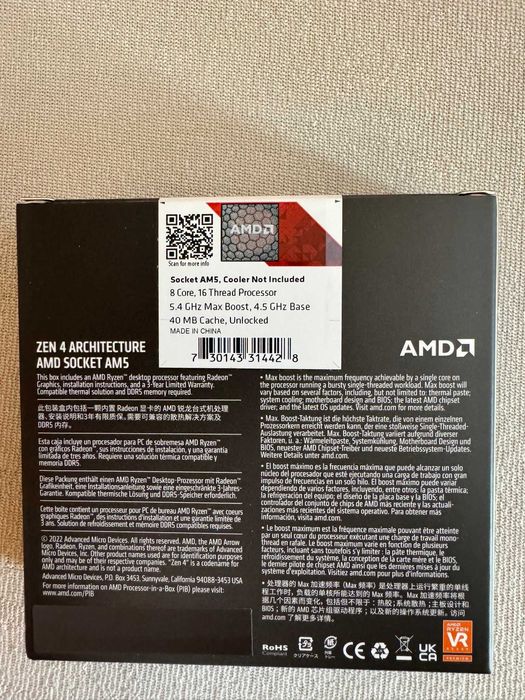 AMD
Scan for more info
Socket AM5, Cooler Not Included
8 Core, 16 Thread Processor
5.4 GHz Max Boost, 4.5 GHz Base
40 MB Cache, Unlocked
MADE IN CHINA
7 30143 31442 8
ZEN 4 ARCHITECTURE
AMD SOCKET AM5
This box includes an AMD Ryzen™ desktop processor featuring Radeon™
Graphics, installation instructions, and a 3-Year Limited Warranty.
Compatible thermal solution and DDR5 memory required.
此包装盒内包括一颗内置 Radeon 显卡的 AMD 锐龙台式机处理
器、安装说明和3年有限保修，需要可兼容的散热解决方案及
DDR5 内存。
Esta caja incluye un procesador para PC de sobremesa AMD Ryzen™
con gráficos Radeon™, sus instrucciones de instalación, y una garantía
limitada de tres años. Requiere una solución térmica compatible y
memoria DDR5.
Diese Packung enthält einen AMD Ryzen™ Desktop-Prozessor mit Radeon™
Grafikeinheit, eine Installationsanleitung sowie eine eingeschränkte 3-Jahres-
Garantie. Kompatible thermische Lösung und DDR5-Speicher erforderlich.
Cette boîte contient un processeur pour PC de bureau AMD Ryzen™ avec coeurs
graphiques Radeon™, des instructions d'installation et une garantie limitée de
3 ans. Solution de refroidissement et mémoire DDR5 compatibles requises.
© 2022 Advanced Micro Devices. All rights reserved. AMD, the AMD Arrow
logo, Radeon, Ryzen, and combinations thereof are trademarks of Advanced
Micro Devices Inc. Other names used for identification purposes
only and may be of their respective owners. "Zen 4" is a codename for
AMD architecture and is not a product name.
Advanced Micro Devices, P.O. Box 3453, Sunnyvale, California 94088-3453 USA
For more information on AMD Processor-in-a-Box (PIB) please visit:
www.amd.com/PIB
AMD
• Max boost is the maximum frequency achievable by a single core on
the processor running a bursty single-threaded workload. Max boost will
vary based on several factors, including, but not limited to: thermal paste;
system cooling; motherboard design and BIOS; the latest AMD chipset
driver; and the latest OS updates. Visit amd.com for more details.
• Max. Boost-Taktung ist die höchste Taktrate, die von einem einzelnen
Prozessorkern erreicht werden kann, der eine stoßweise Single-Thread-
Auslastung verarbeitet. Max. Boost-Taktung variiert aufgrund diverser
Faktoren, u. a.: Wärmeleitpaste, Systemkühlung, Motherboard Design und
BIOS, neuester AMD Chipset-Treiber und neueste Betriebssystem-Updates.
Weitere Details unter amd.com.
• El boost máximo es la frecuencia máxima que puede alcanzar un solo
núcleo del procesador que esté ejecutando una carga de trabajo con gran
impulso de frecuencias en un solo hilo. El boost máximo puede variar
dependiendo de varios factores, incluyendo, entre otros: la pasta térmica;
la refrigeración del equipo; el diseño de la placa base y la BIOS; el
controlador del conjunto de chips de AMD más reciente y las actuali-
zaciones más recientes del sistema operativo. Para obtener más
información, visita amd.com.
• Le boost maximum est la fréquence maximale pouvant être atteinte
par un seul cœur du processeur exécutant une charge de travail mono-
thread en rafale. Le boost maximum varie en fonction de plusieurs
facteurs, incluant sans toutefois s'y limiter : la pâte thermique, le
refroidissement du système, la conception de la carte mère et le BIOS,
le dernier pilote de chipset AMD ainsi que les dernières mises à jour du
système d'exploitation. Visitez amd.com pour plus d'informations.
• 处理器的 Max 加速频率（Max 频率）是处理器上运行繁重的单线
程工作时，负载的单核所能达到的 Max 频率。Max 加速频率将根
据几个因素而变化，包括但不限于：热胶；系统散热；主板设计和
BIOS；新的 AMD 芯片组驱动程序；以及新的操作系统更新。访问
amd.com 了解更多详情。
RoHS
Compliant
CE
UK
CA
AMD
RYZEN
VR
READY
PREMIUM